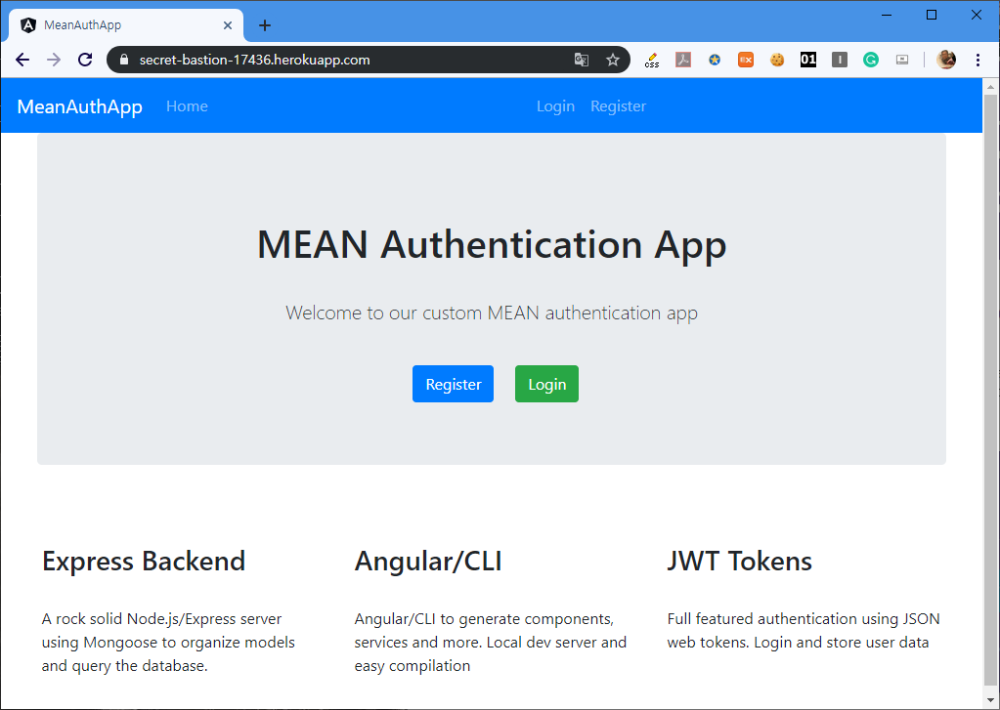 MeanAuthApp
secret-bastion-17436.herokuapp.com
css
EX
01
I
G
MeanAuthApp Home Login Register
MEAN Authentication App
Welcome to our custom MEAN authentication app
Register Login
Express Backend
A rock solid Node.js/Express server
using Mongoose to organize models
and query the database.
Angular/CLI
Angular/CLI to generate components,
services and more. Local dev server and
easy compilation
JWT Tokens
Full featured authentication using JSON
web tokens. Login and store user data